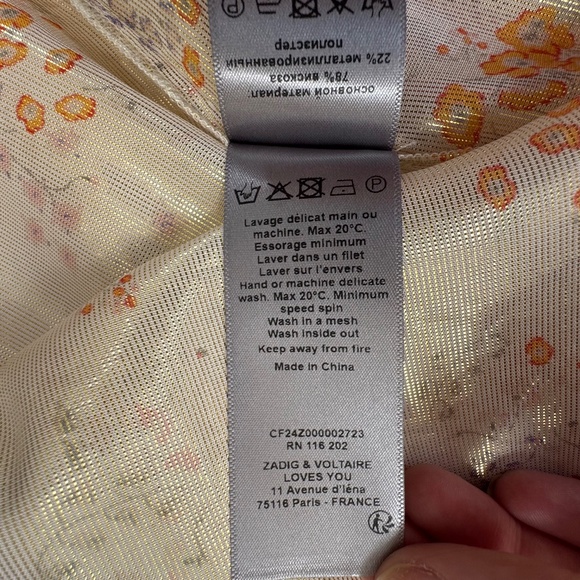 основной материал:
78% вискоза
22% металлизированный
полиэстер
P
Lavage délicat main ou
machine. Max 20°C.
Essorage minimum
Laver dans un filet
Laver sur l'envers
Hand or machine delicate
wash. Max 20°C. Minimum
speed spin
Wash in a mesh
Wash inside out
Keep away from fire
Made in China
CF24Z000002723
RN 116 202
ZADIG & VOLTAIRE
LOVES YOU
11 Avenue d'Iéna
75116 Paris - FRANCE